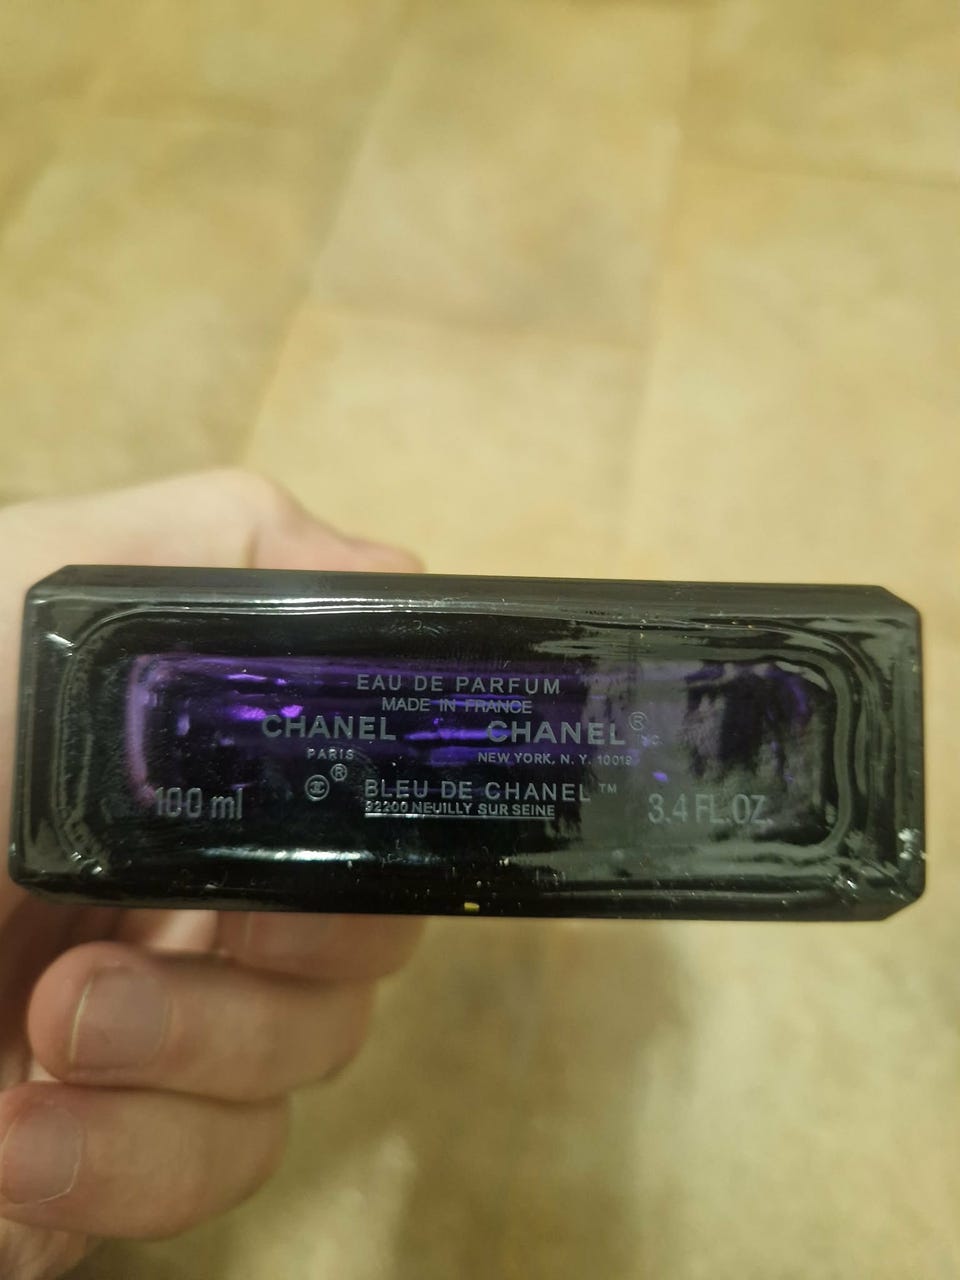 EAU DE PARFUM
MADE IN FRANCE
CHANEL CHANEL®
PARIS NEW YORK, N. Y. 10019
®
BLEU DE CHANEL™
100 ml 92200 NEUILLY SUR SEINE 3.4 FL.OZ.